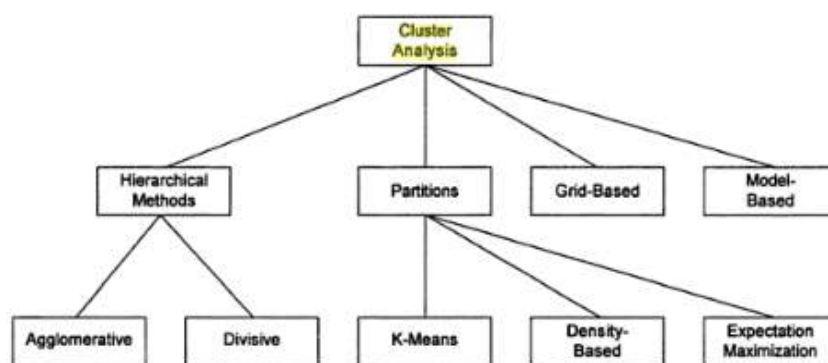 Cluster
Analysis
Hierarchical
Methods
Partitions
Grid-Based
Model-
Based
Agglomerative
Divisive
K-Means
Density-
Based
Expectation
Maximization